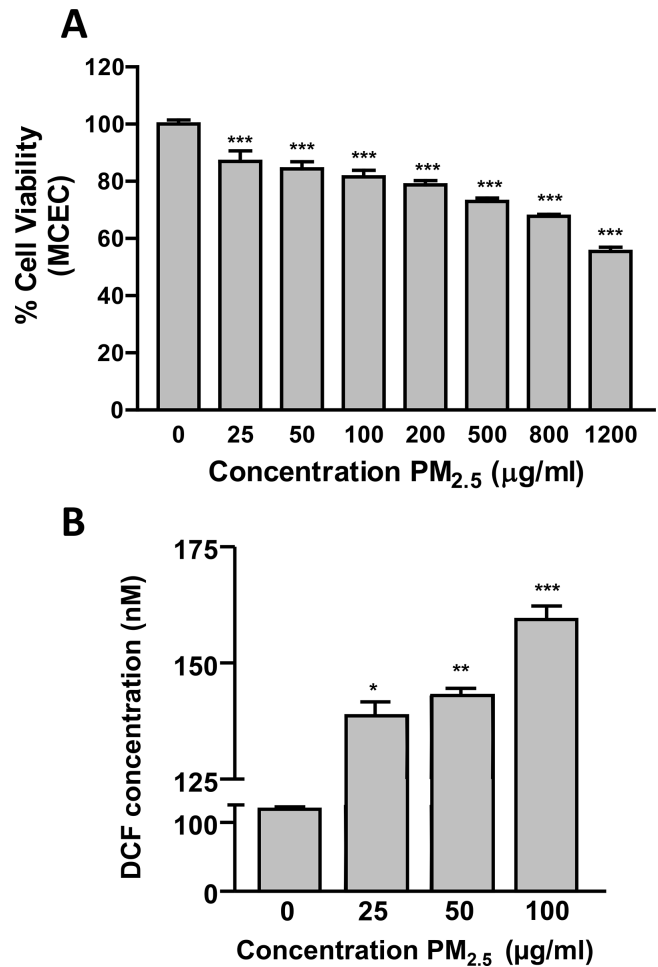 A
120
100
80
60
40
20
0
% Cell Viability
(MCEC)
***
***
***
***
***
***
***
0 25 50 100 200 500 800 1200
Concentration PM2.5 (μg/ml)
B
175
150
125
100
0
DCF concentration (nM)
*
**
***
0 25 50 100
Concentration PM2.5 (μg/ml)